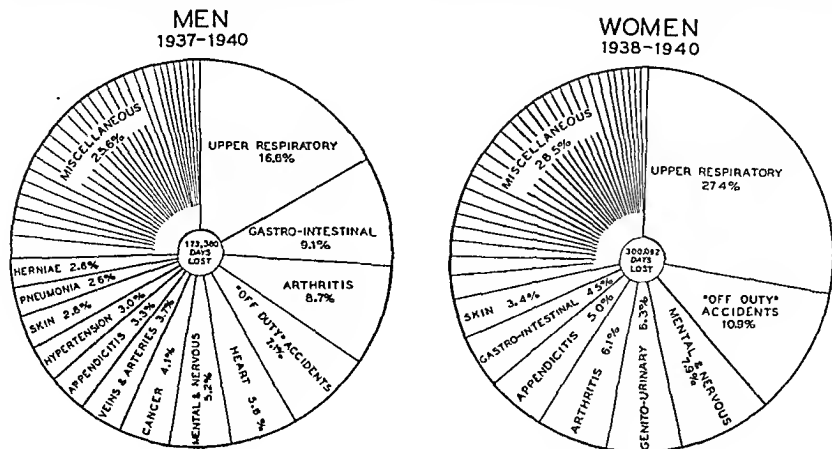 MEN
1937-1940
UPPER RESPIRATORY
16.6%
GASTRO-INTESTINAL
9.1%
ARTHRITIS
8.7%
"OFF DUTY" ACCIDENTS
7.1%
HEART
5.8%
MENTAL & NERVOUS
5.2%
CANCER
4.1%
VEINS & ARTERIES 3.7%
APPENDICITIS 3.3%
HYPERTENSION 3.0%
SKIN 2.6%
PNEUMONIA 2.6%
HERNIAE 2.6%
MISCELLANEOUS
25.6%
DAYS
LOST
WOMEN
1938-1940
UPPER RESPIRATORY
27.4%
"OFF DUTY"
ACCIDENTS
10.9%
MENTAL & NERVOUS
7.9%
GENITO-URINARY 6.3%
ARTHRITIS 6.1%
APPENDICITIS 5.0%
GASTRO-INTESTINAL 4.5%
SKIN 3.4%
MISCELLANEOUS
28.5%
DAYS
LOST